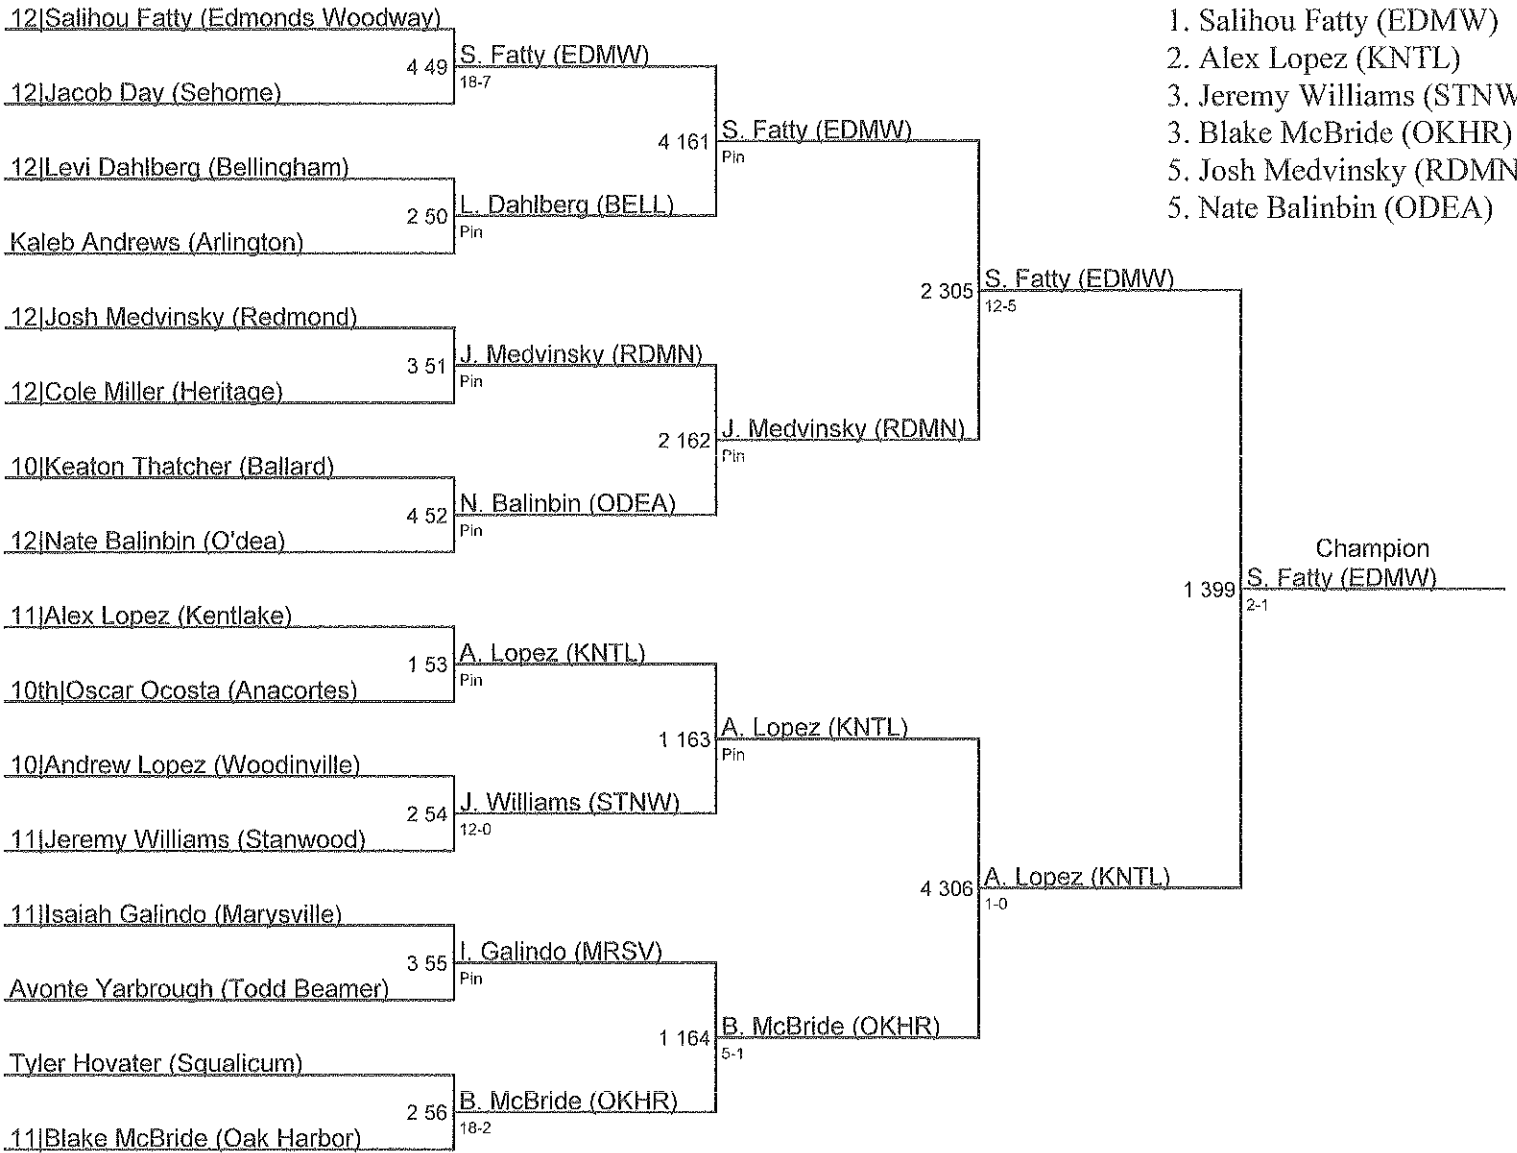 12|Salihou Fatty (Edmonds Woodway)
4 49
S. Fatty (EDMW)
18-7
12|Jacob Day (Sehome)
4 161
S. Fatty (EDMW)
Pin
12|Levi Dahlberg (Bellingham)
2 50
L. Dahlberg (BELL)
Pin
Kaleb Andrews (Arlington)
2 305
S. Fatty (EDMW)
12-5
12|Josh Medvinsky (Redmond)
3 51
J. Medvinsky (RDMN)
Pin
12|Cole Miller (Heritage)
2 162
J. Medvinsky (RDMN)
Pin
10|Keaton Thatcher (Ballard)
4 52
N. Balinbin (ODEA)
Pin
12|Nate Balinbin (O'dea)
Champion
1 399
S. Fatty (EDMW)
2-1
11|Alex Lopez (Kentlake)
1 53
A. Lopez (KNTL)
Pin
10th|Oscar Ocosta (Anacortes)
1 163
A. Lopez (KNTL)
Pin
10|Andrew Lopez (Woodinville)
2 54
J. Williams (STNW)
12-0
11|Jeremy Williams (Stanwood)
4 306
A. Lopez (KNTL)
1-0
11|Isaiah Galindo (Marysville)
3 55
I. Galindo (MRSV)
Pin
Avonte Yarbrough (Todd Beamer)
1 164
B. McBride (OKHR)
5-1
Tyler Hovater (Squalicum)
2 56
B. McBride (OKHR)
18-2
11|Blake McBride (Oak Harbor)
1. Salihou Fatty (EDMW)
2. Alex Lopez (KNTL)
3. Jeremy Williams (STNW
3. Blake McBride (OKHR)
5. Josh Medvinsky (RDMN
5. Nate Balinbin (ODEA)